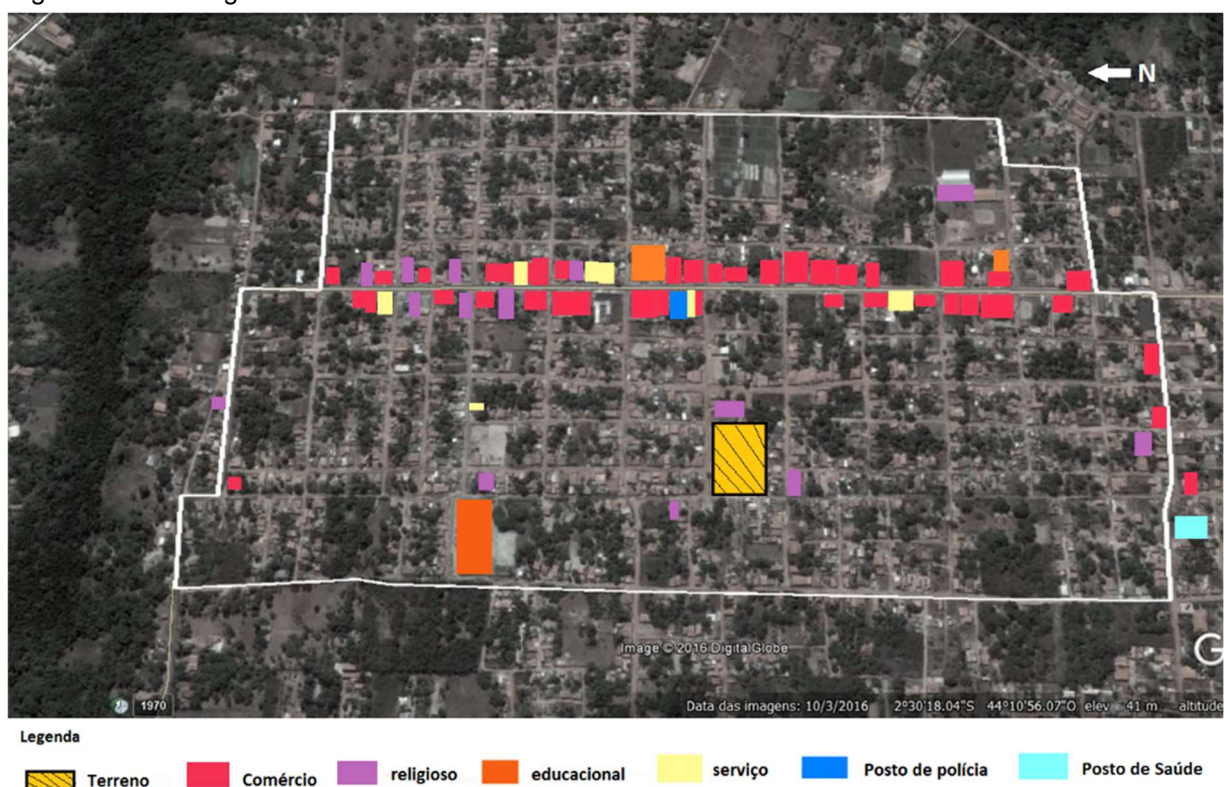 N
Image © 2016 DigitalGlobe
G
1970
Data das imagens: 10/3/2016 2°30'18.04"S 44°10'56.07"O elev 41 m altitude
Legenda
Terreno Comércio religioso educacional serviço Posto de polícia Posto de Saúde